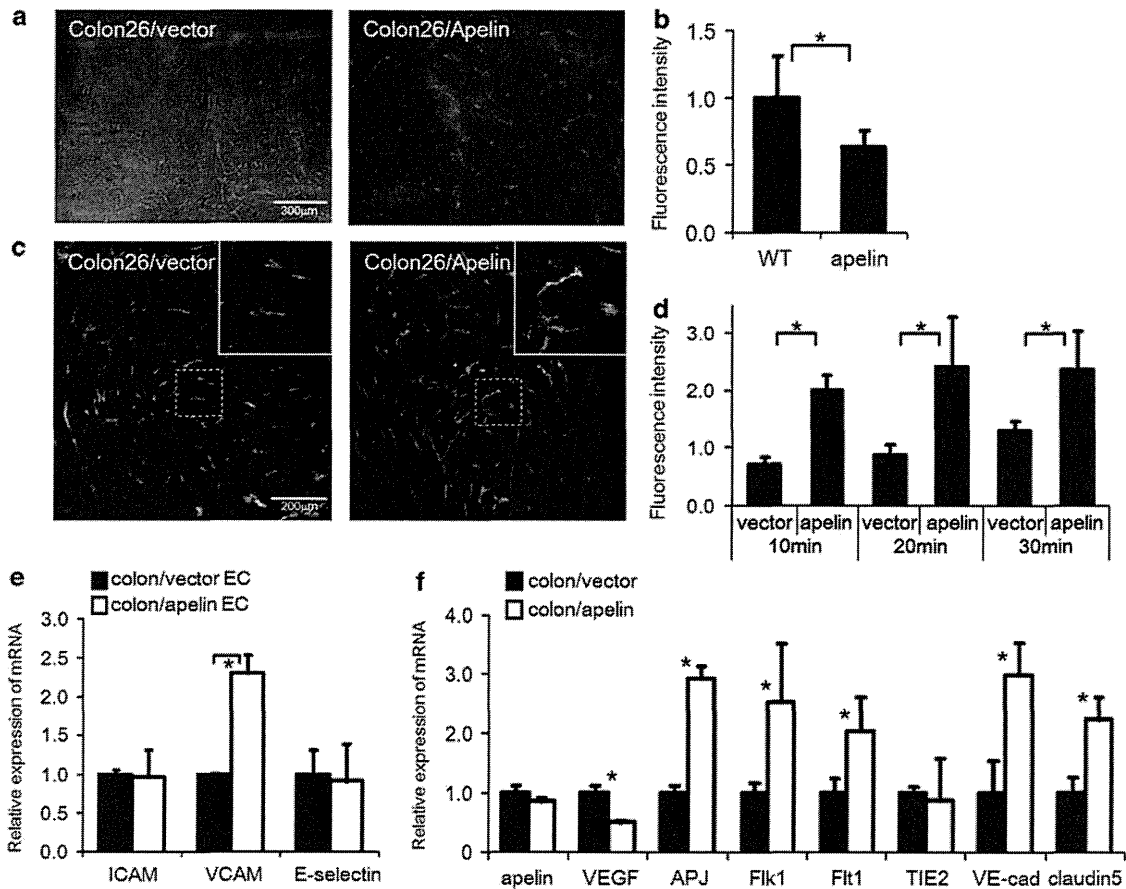 a
Colon26/vector
300μm
Colon26/Apelin
b
Fluorescence intensity
1.5
1.0
0.5
0.0
*
WT
apelin
c
Colon26/vector
200μm
Colon26/Apelin
d
Fluorescence intensity
3.0
2.0
1.0
0.0
* * *
vector apelin vector apelin vector apelin
10min 20min 30min
e
colon/vector EC
colon/apelin EC
Relative expression of mRNA
3.0
2.5
2.0
1.5
1.0
0.5
0
*
ICAM VCAM E-selectin
f
colon/vector
colon/apelin
Relative expression of mRNA
4.0
3.0
2.0
1.0
0
* * * * * *
apelin VEGF APJ Flk1 Flt1 TIE2 VE-cad claudin5